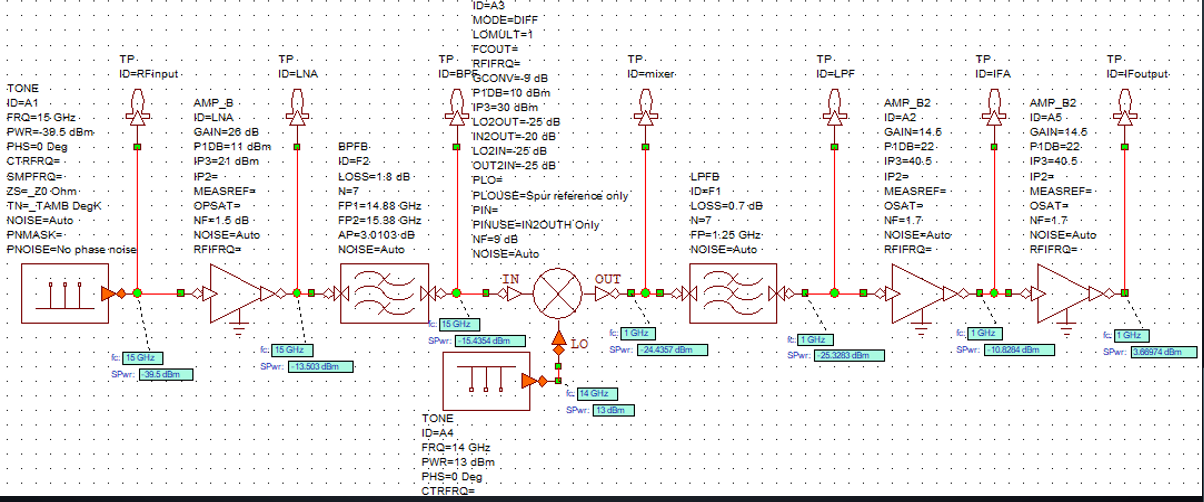 TONE
ID=A1
FRQ=15 GHz
PWR=-39.5 dBm
PHS=0 Deg
CTRFRQ=
SMPFRQ=
ZS=_Z0 Ohm
TN=_TAMB DegK
NOISE=Auto
PNMASK=
PNOISE=No phase noise
TP
ID=RFinput
AMP_B
ID=LNA
GAIN=26 dB
P1DB=11 dBm
IP3=21 dBm
IP2=
MEASREF=
OPSAT=
NF=1.5 dB
NOISE=Auto
RFIFRQ=
TP
ID=LNA
BPFB
ID=F2
LOSS=1.8 dB
N=7
FP1=14.88 GHz
FP2=15.38 GHz
AP=3.0103 dB
NOISE=Auto
TP
ID=BPF
ID=A3
MODE=DIFF
LOMULT=1
FCOUT=
RFIFRQ=
GCONV=-9 dB
P1DB=10 dBm
IP3=30 dBm
LO2OUT=-25 dB
IN2OUT=-20 dB
LO2IN=-25 dB
OUT2IN=-25 dB
PLO=
PLOUSE=Spur reference only
PIN=
PINUSE=IN2OUTH Only
NF=9 dB
NOISE=Auto
TP
ID=mixer
LPFB
ID=F1
LOSS=0.7 dB
N=7
FP=1.25 GHz
NOISE=Auto
TP
ID=LPF
AMP_B2
ID=A2
GAIN=14.5
P1DB=22
IP3=40.5
IP2=
MEASREF=
OSAT=
NF=1.7
NOISE=Auto
RFIFRQ=
TP
ID=IFA
AMP_B2
ID=A5
GAIN=14.5
P1DB=22
IP3=40.5
IP2=
MEASREF=
OSAT=
NF=1.7
NOISE=Auto
RFIFRQ=
TP
ID=IFoutput
IN
OUT
LO
fc: 15 GHz
SPwr: -39.5 dBm
fc: 15 GHz
SPwr: -13.503 dBm
fc: 15 GHz
SPwr: -15.4354 dBm
fc: 14 GHz
SPwr: 13 dBm
fc: 1 GHz
SPwr: -24.4357 dBm
fc: 1 GHz
SPwr: -25.3283 dBm
fc: 1 GHz
SPwr: -10.8284 dBm
fc: 1 GHz
SPwr: 3.66974 dBm
TONE
ID=A4
FRQ=14 GHz
PWR=13 dBm
PHS=0 Deg
CTRFRQ=